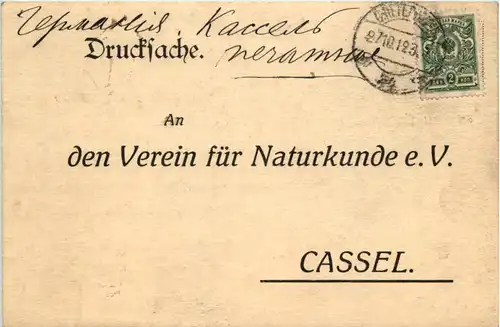 Германія, Кассель
Drucksache.
печатное
An
den Verein für Naturkunde e. V.
CASSEL.